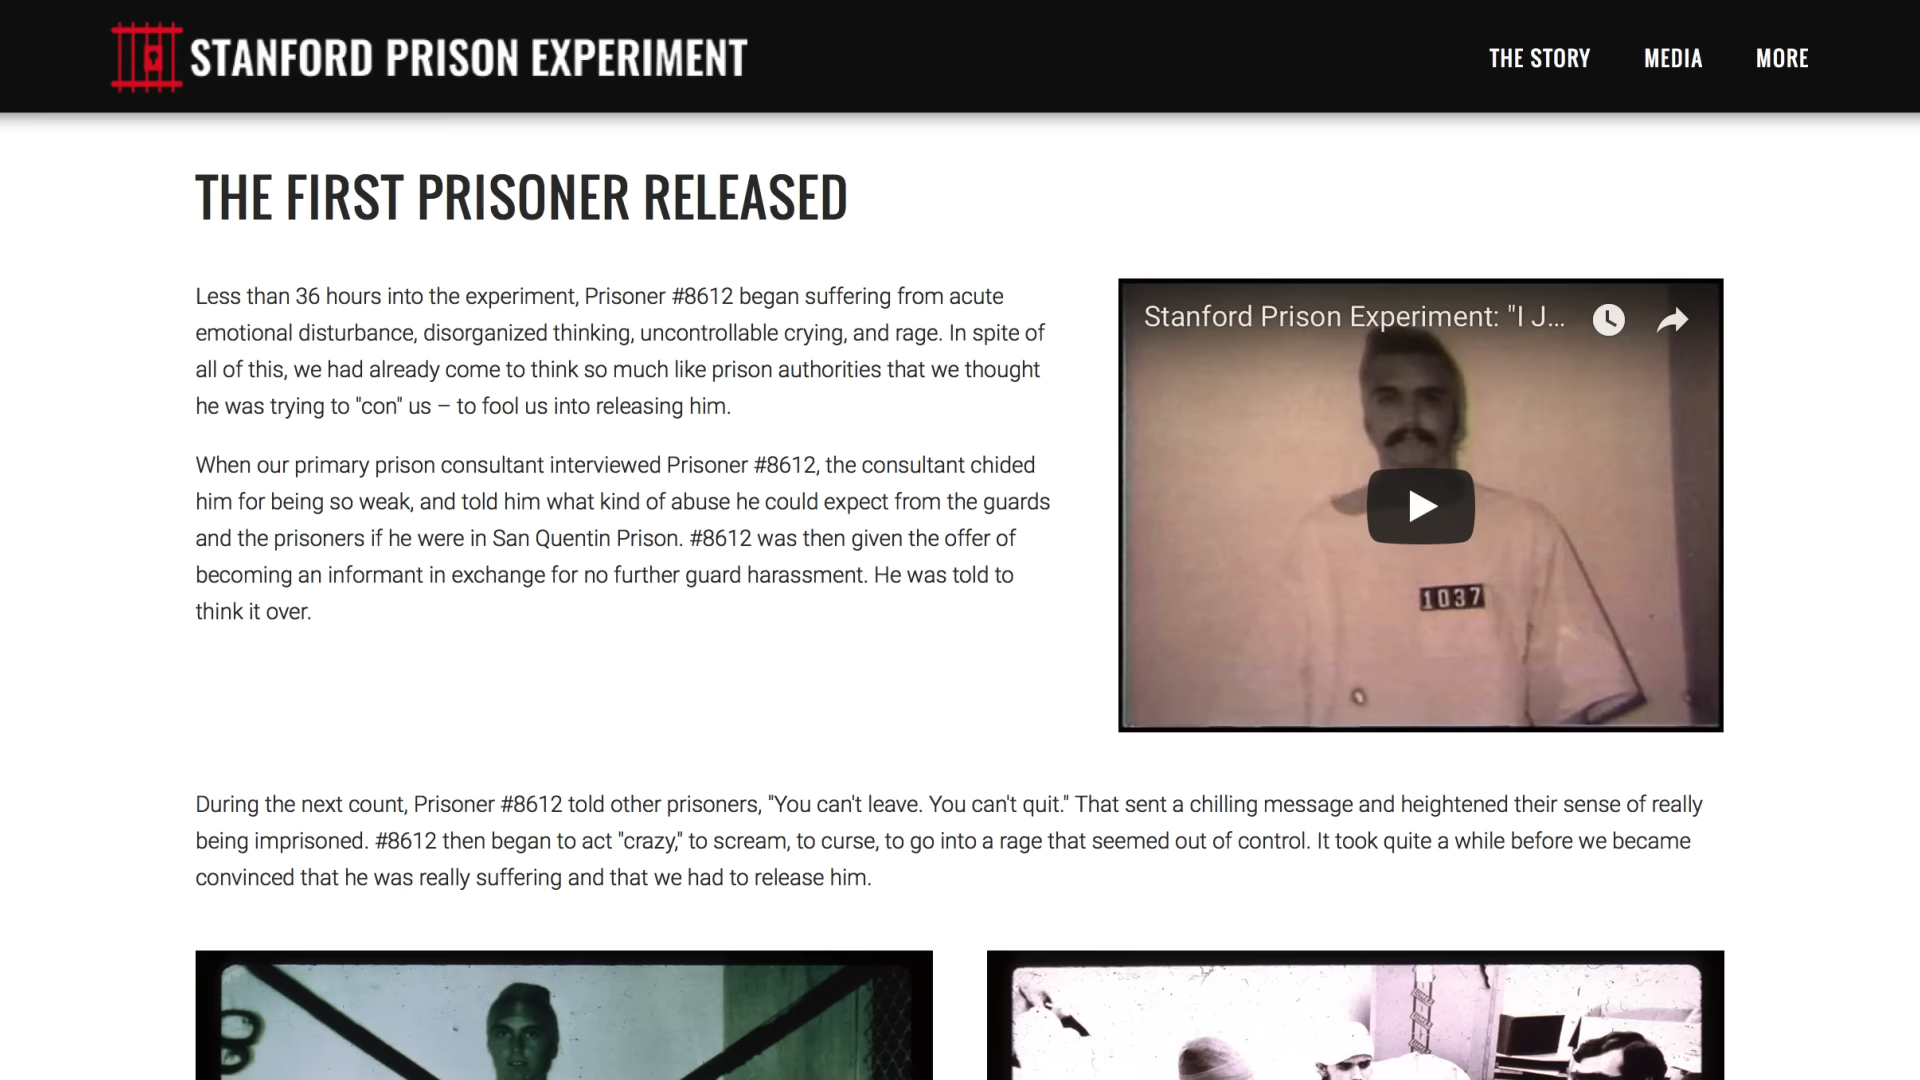 STANFORD PRISON EXPERIMENT
THE STORY
MEDIA
MORE
THE FIRST PRISONER RELEASED
Less than 36 hours into the experiment, Prisoner #8612 began suffering from acute
emotional disturbance, disorganized thinking, uncontrollable crying, and rage. In spite of
all of this, we had already come to think so much like prison authorities that we thought
he was trying to "con" us – to fool us into releasing him.
When our primary prison consultant interviewed Prisoner #8612, the consultant chided
him for being so weak, and told him what kind of abuse he could expect from the guards
and the prisoners if he were in San Quentin Prison. #8612 was then given the offer of
becoming an informant in exchange for no further guard harassment. He was told to
think it over.
Stanford Prison Experiment: "I J...
1037
During the next count, Prisoner #8612 told other prisoners, "You can't leave. You can't quit." That sent a chilling message and heightened their sense of really
being imprisoned. #8612 then began to act "crazy," to scream, to curse, to go into a rage that seemed out of control. It took quite a while before we became
convinced that he was really suffering and that we had to release him.